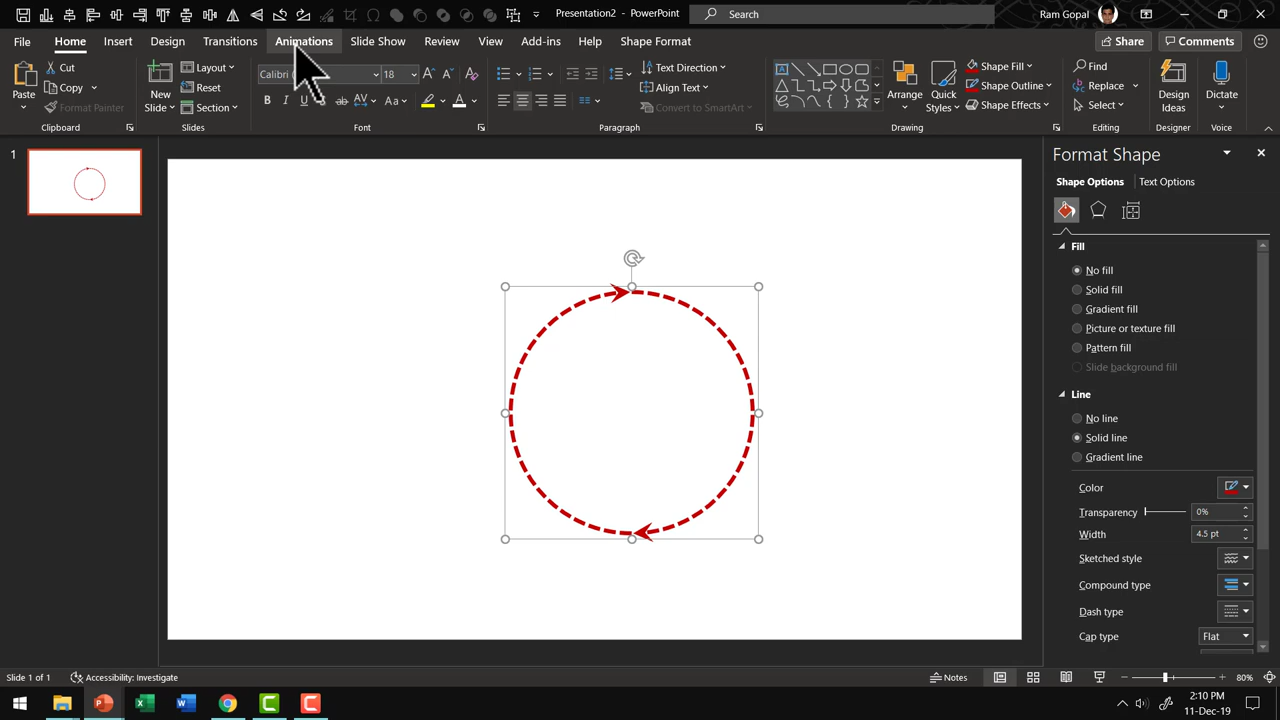 Presentation2 - PowerPoint
Search
Ram Gopal
File Home Insert Design Transitions Animations Slide Show Review View Add-ins Help Shape Format
Share Comments
Paste
Cut
Copy
Format Painter
Clipboard
New
Slide
Layout
Reset
Section
Slides
Calibri
18
B I U ab AV Aa A
Font
Text Direction
Align Text
Convert to SmartArt
Paragraph
Arrange
Quick
Styles
Shape Fill
Shape Outline
Shape Effects
Drawing
Find
Replace
Select
Editing
Design
Ideas
Designer
Dictate
Voice
1
Format Shape
Shape Options Text Options
Fill
No fill
Solid fill
Gradient fill
Picture or texture fill
Pattern fill
Slide background fill
Line
No line
Solid line
Gradient line
Color
Transparency 0%
Width 4.5 pt
Sketched style
Compound type
Dash type
Cap type Flat
Slide 1 of 1 Accessibility: Investigate Notes 80%
2:10 PM
11-Dec-19